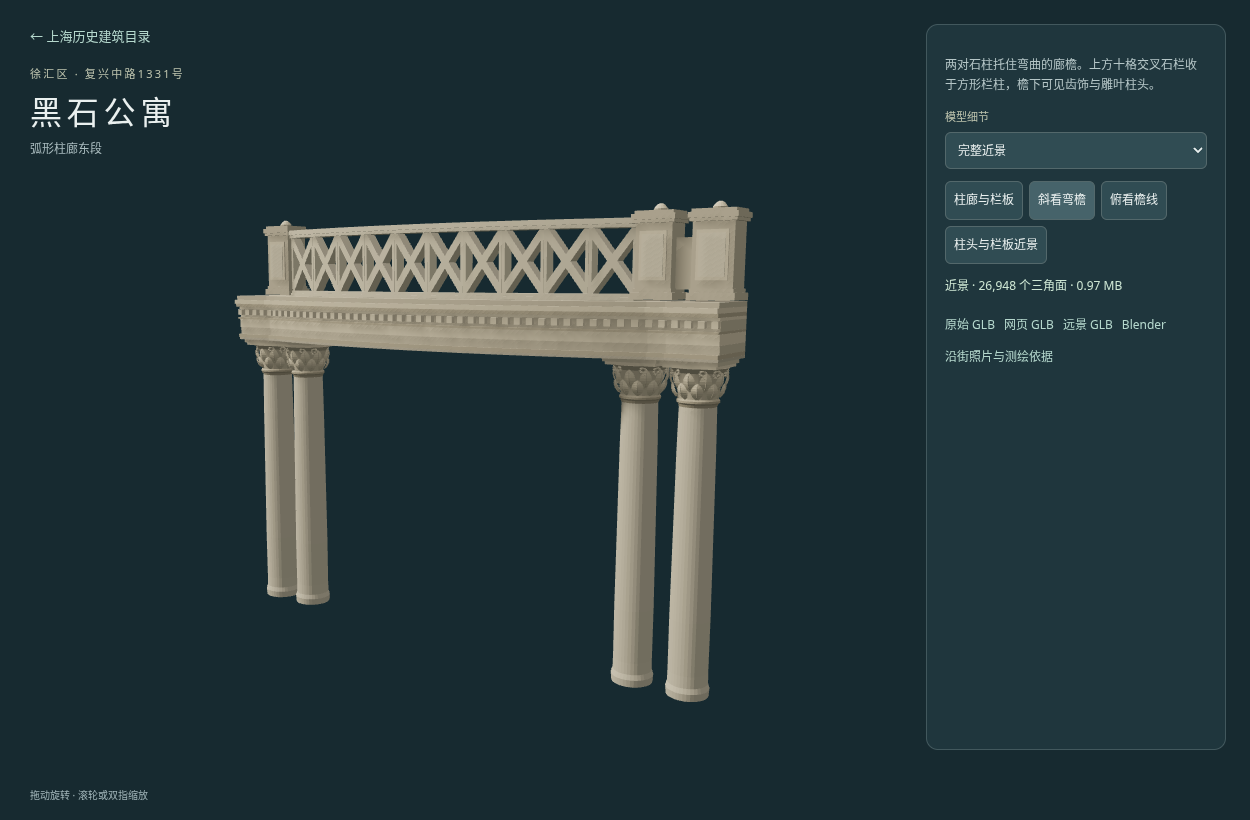 ← 上海历史建筑目录
徐汇区 · 复兴中路1331号
黑石公寓
弧形柱廊东段
两对石柱托住弯曲的廊檐。上方十格交叉石栏收
于方形栏柱，檐下可见齿饰与雕叶柱头。
模型细节
完整近景
柱廊与栏板 斜看弯檐 俯看檐线
柱头与栏板近景
近景 · 26,948 个三角面 · 0.97 MB
原始 GLB 网页 GLB 远景 GLB Blender
沿街照片与测绘依据
拖动旋转 · 滚轮或双指缩放